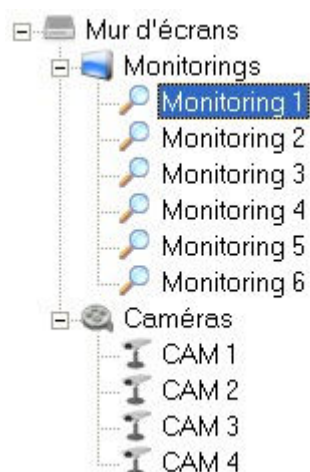 Mur d'écrans
Monitorings
Monitoring 1
Monitoring 2
Monitoring 3
Monitoring 4
Monitoring 5
Monitoring 6
Caméras
CAM 1
CAM 2
CAM 3
CAM 4